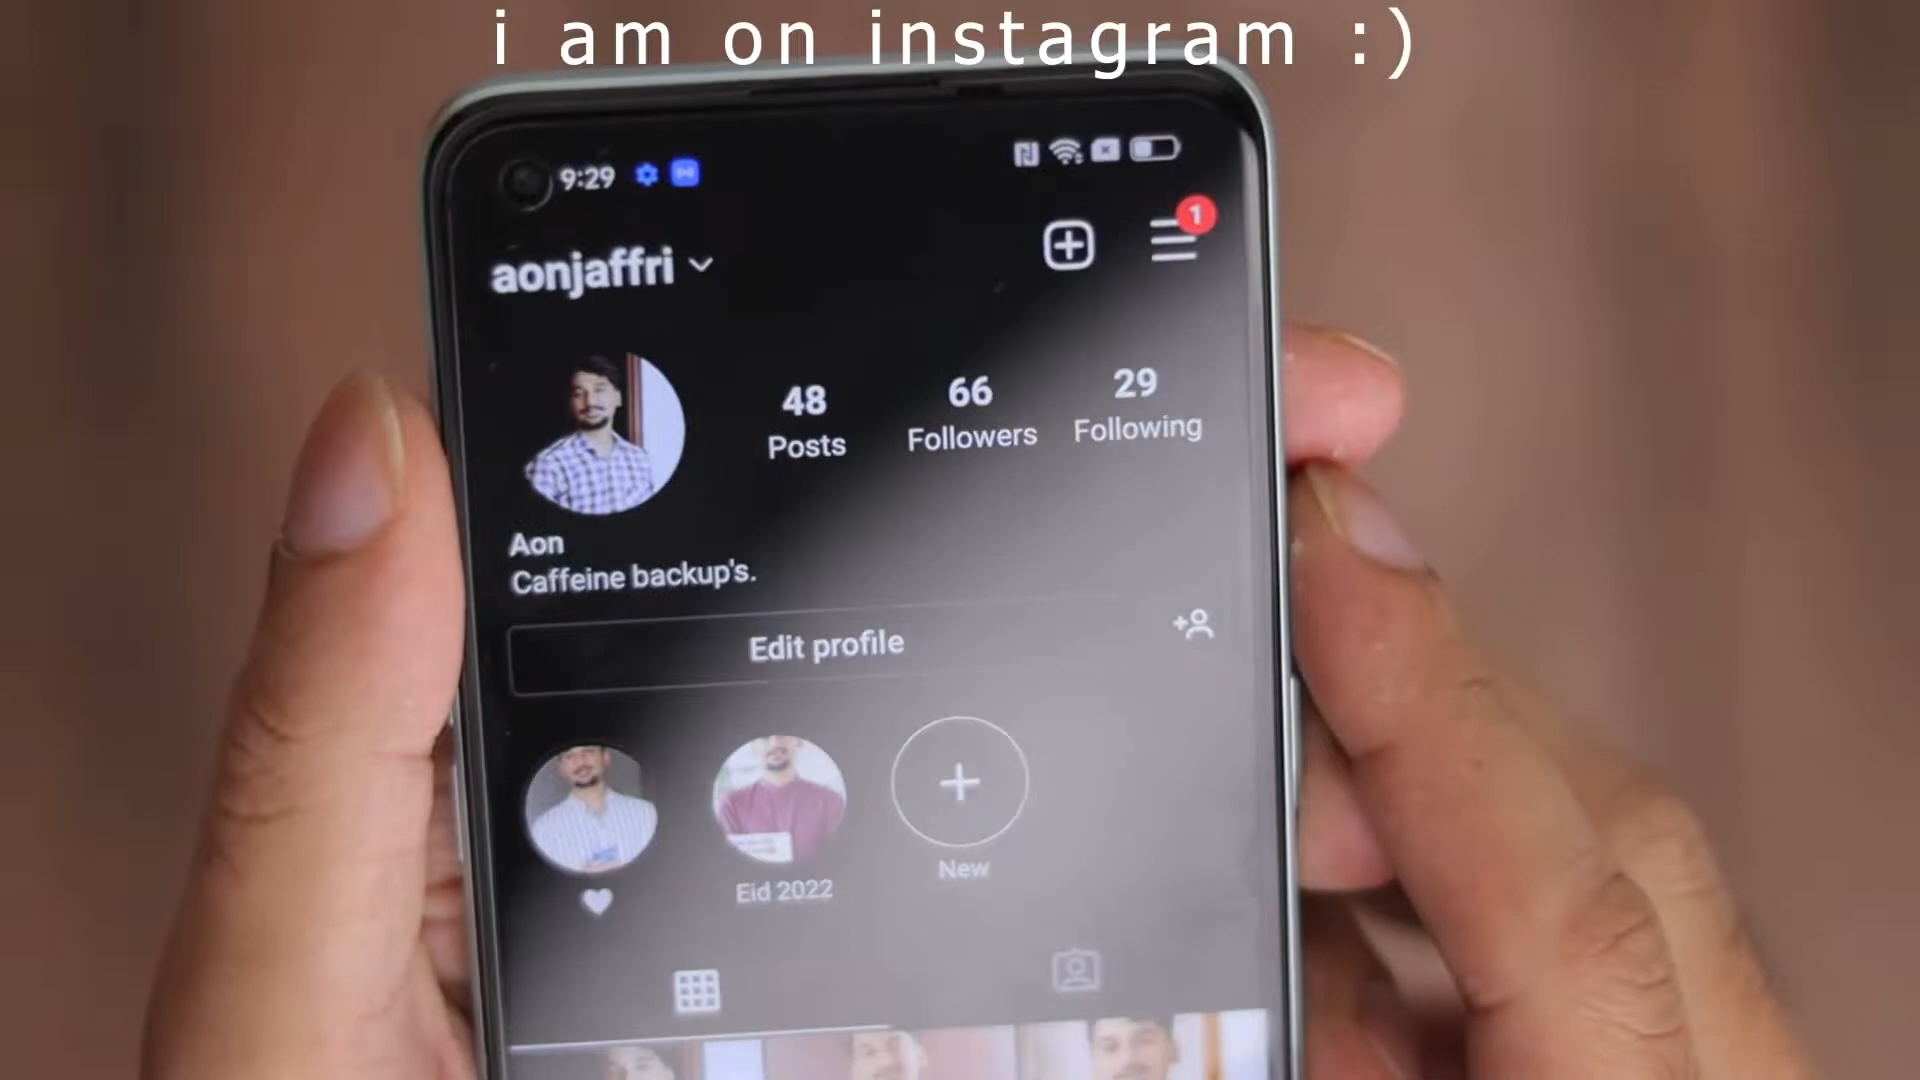 i am on instagram :)
9:29
1
aonjaffri
48 66 29
Posts Followers Following
Aon
Caffeine backup's.
Edit profile
Eid 2022
New